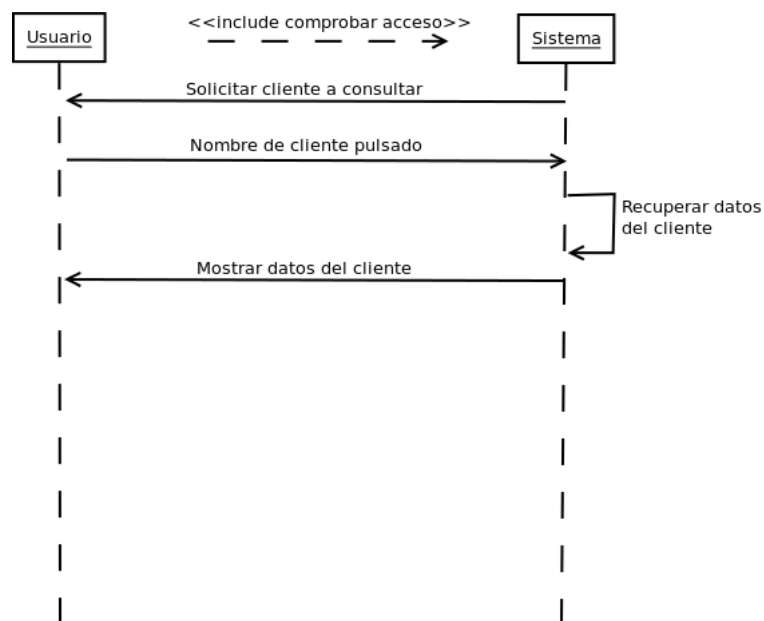 <<include comprobar acceso>>
Usuario
Sistema
Solicitar cliente a consultar
Nombre de cliente pulsado
Recuperar datos
del cliente
Mostrar datos del cliente